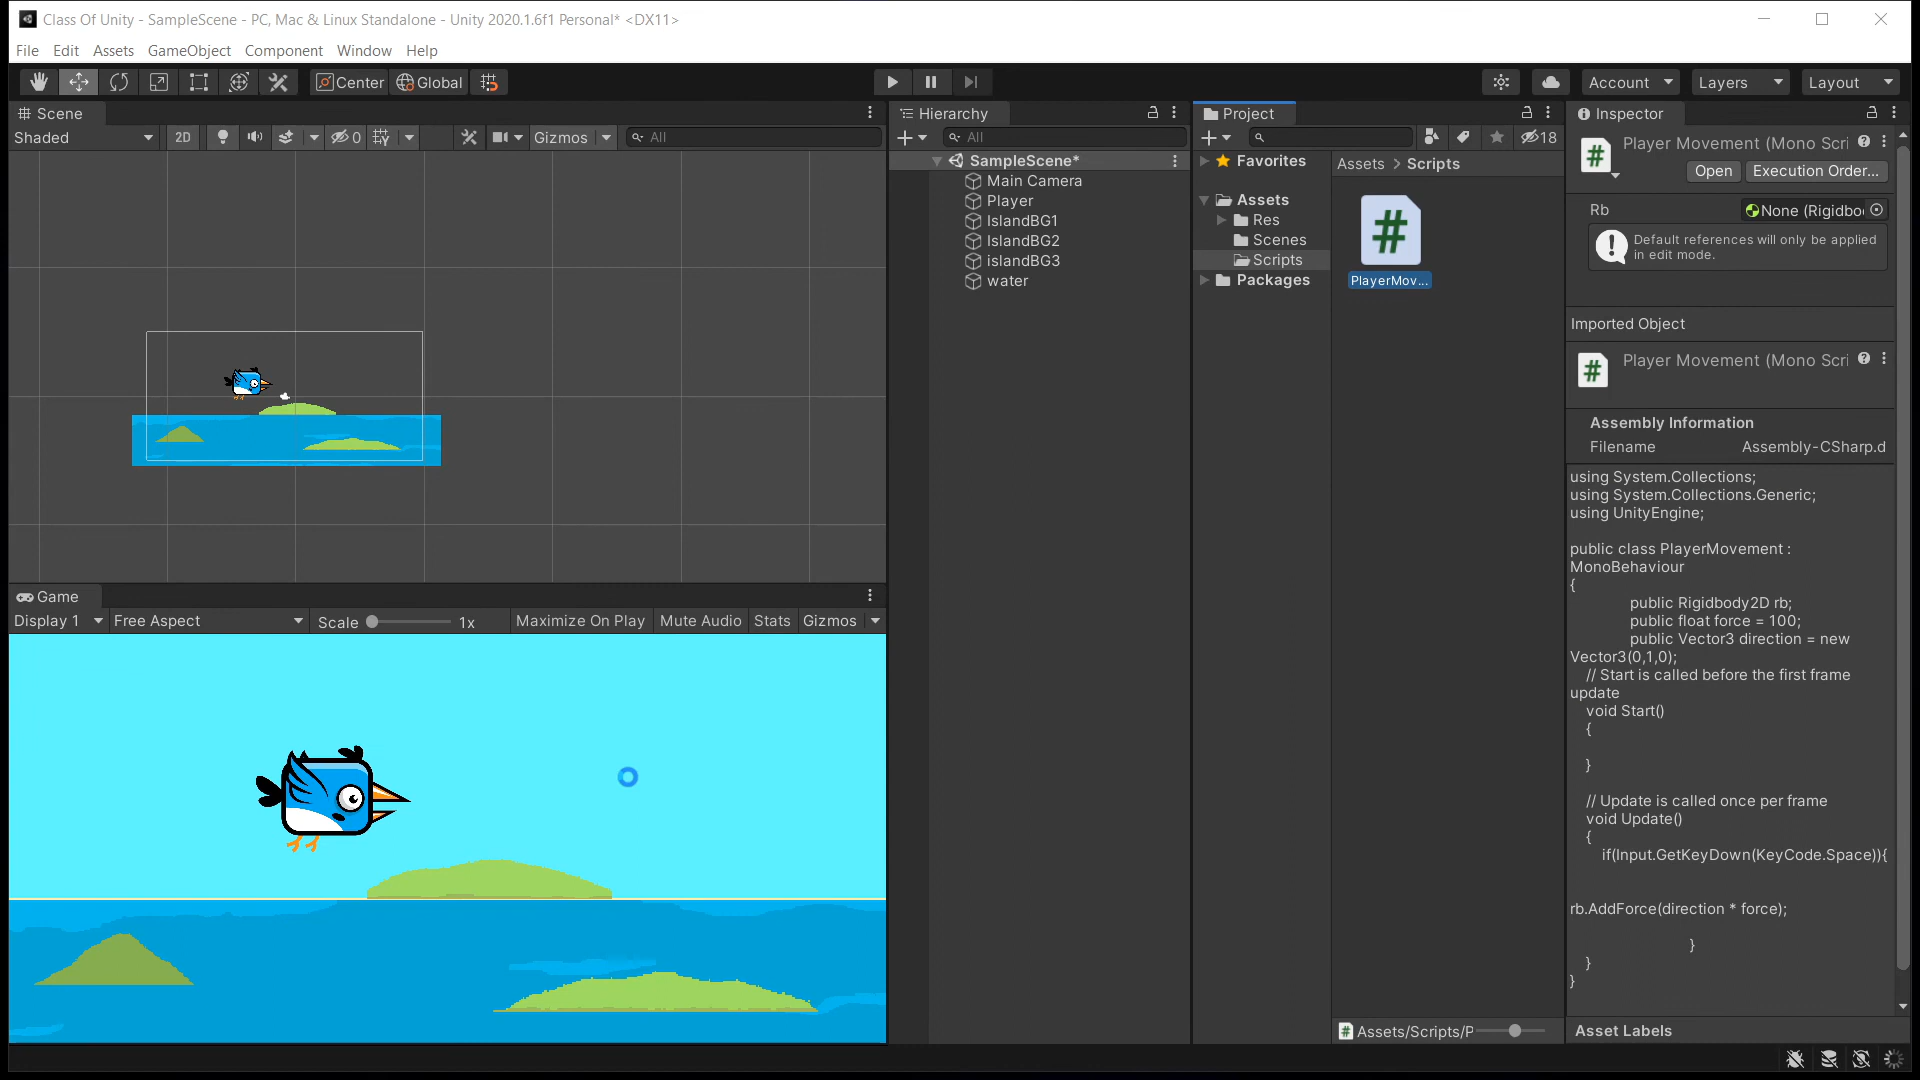 Class Of Unity - SampleScene - PC, Mac & Linux Standalone - Unity 2020.1.6f1 Personal* <DX11>
File Edit Assets GameObject Component Window Help
Center Global Account Layers Layout
Scene
Shaded 2D 0 Gizmos All
Hierarchy
All
SampleScene*
Main Camera
Player
IslandBG1
IslandBG2
islandBG3
water
Project
18
Favorites
Assets
Res
Scenes
Scripts
Packages
Assets > Scripts
PlayerMov...
Assets/Scripts/P
Inspector
Player Movement (Mono Scri
Open Execution Order...
Rb None (Rigidbo
Default references will only be applied
in edit mode.
Imported Object
Player Movement (Mono Scri
Assembly Information
Filename Assembly-CSharp.d
using System.Collections;
using System.Collections.Generic;
using UnityEngine;
public class PlayerMovement :
MonoBehaviour
{
public Rigidbody2D rb;
public float force = 100;
public Vector3 direction = new
Vector3(0,1,0);
// Start is called before the first frame
update
void Start()
{
}
// Update is called once per frame
void Update()
{
if(Input.GetKeyDown(KeyCode.Space)){
rb.AddForce(direction * force);
}
}
}
Asset Labels
Game
Display 1 Free Aspect Scale 1x Maximize On Play Mute Audio Stats Gizmos